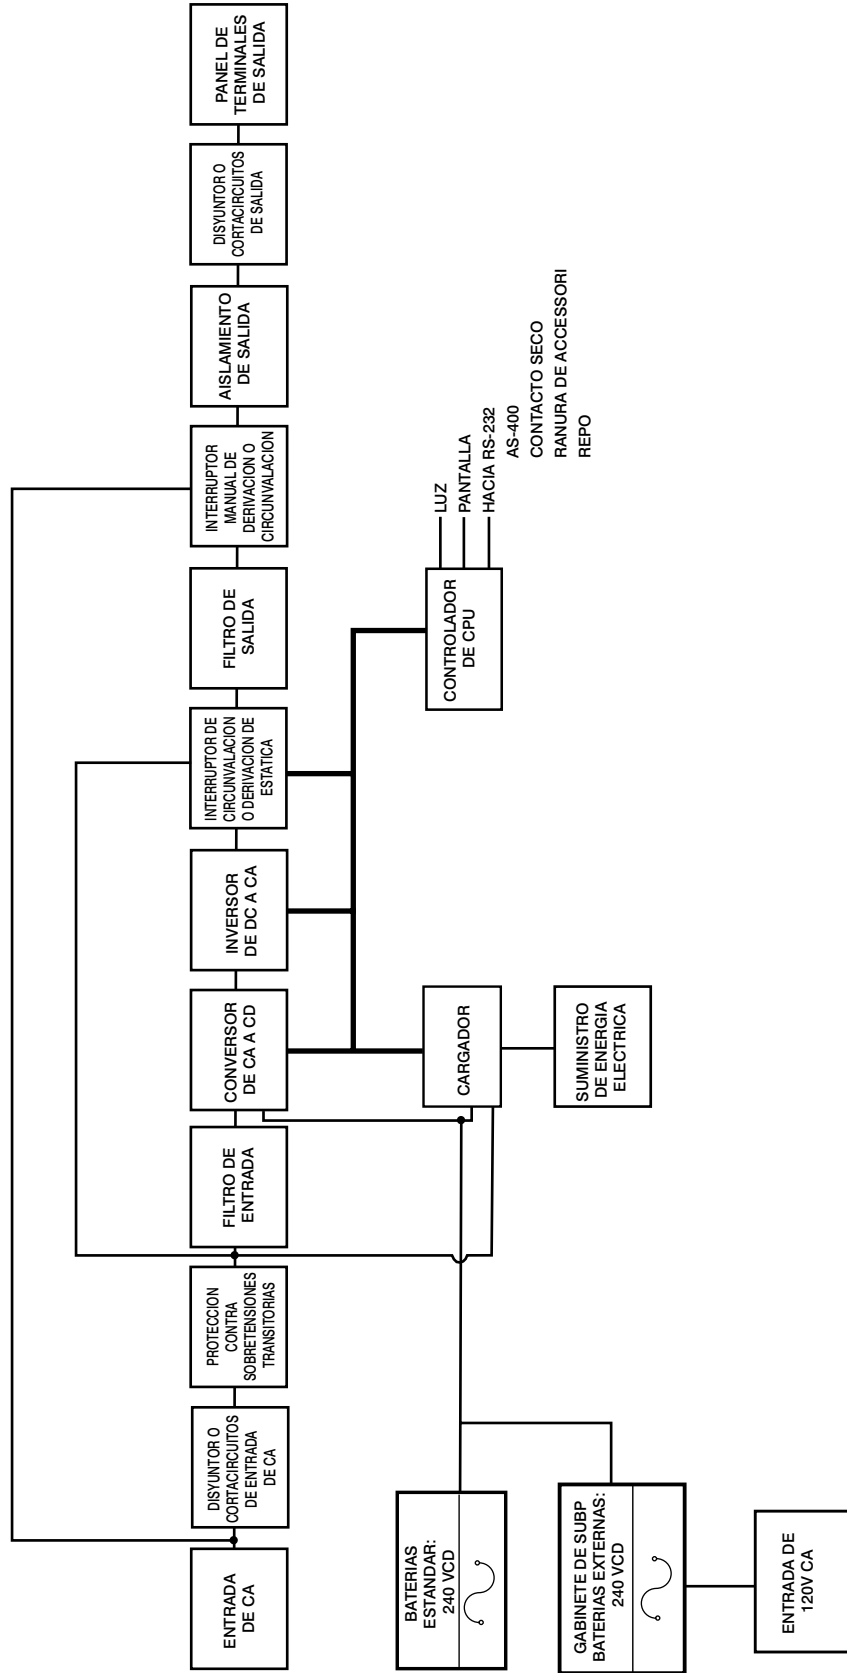 ENTRADA
DE CA
DISYUNTOR O
CORTACIRCUITOS
DE ENTRADA
DE CA
PROTECCION
CONTRA
SOBRETENSIONES
TRANSITORIAS
FILTRO DE
ENTRADA
CONVERSOR
DE CA A CD
INVERSOR
DE DC A CA
INTERRUPTOR DE
CIRCUNVALACION
O DERIVACION DE
ESTATICA
FILTRO DE
SALIDA
INTERRUPTOR
MANUAL DE
DERIVACION O
CIRCUNVALACION
AISLAMIENTO
DE SALIDA
DISYUNTOR O
CORTACIRCUITOS
DE SALIDA
PANEL DE
TERMINALES
DE SALIDA
BATERIAS
ESTANDAR:
240 VCD
CARGADOR
CONTROLADOR
DE CPU
LUZ
PANTALLA
HACIA RS-232
AS-400
CONTACTO SECO
RANURA DE ACCESSORI
REPO
GABINETE DE SUBP
BATERIAS EXTERNAS:
240 VCD
SUMINISTRO
DE ENERGIA
ELECTRICA
ENTRADA DE
120V CA